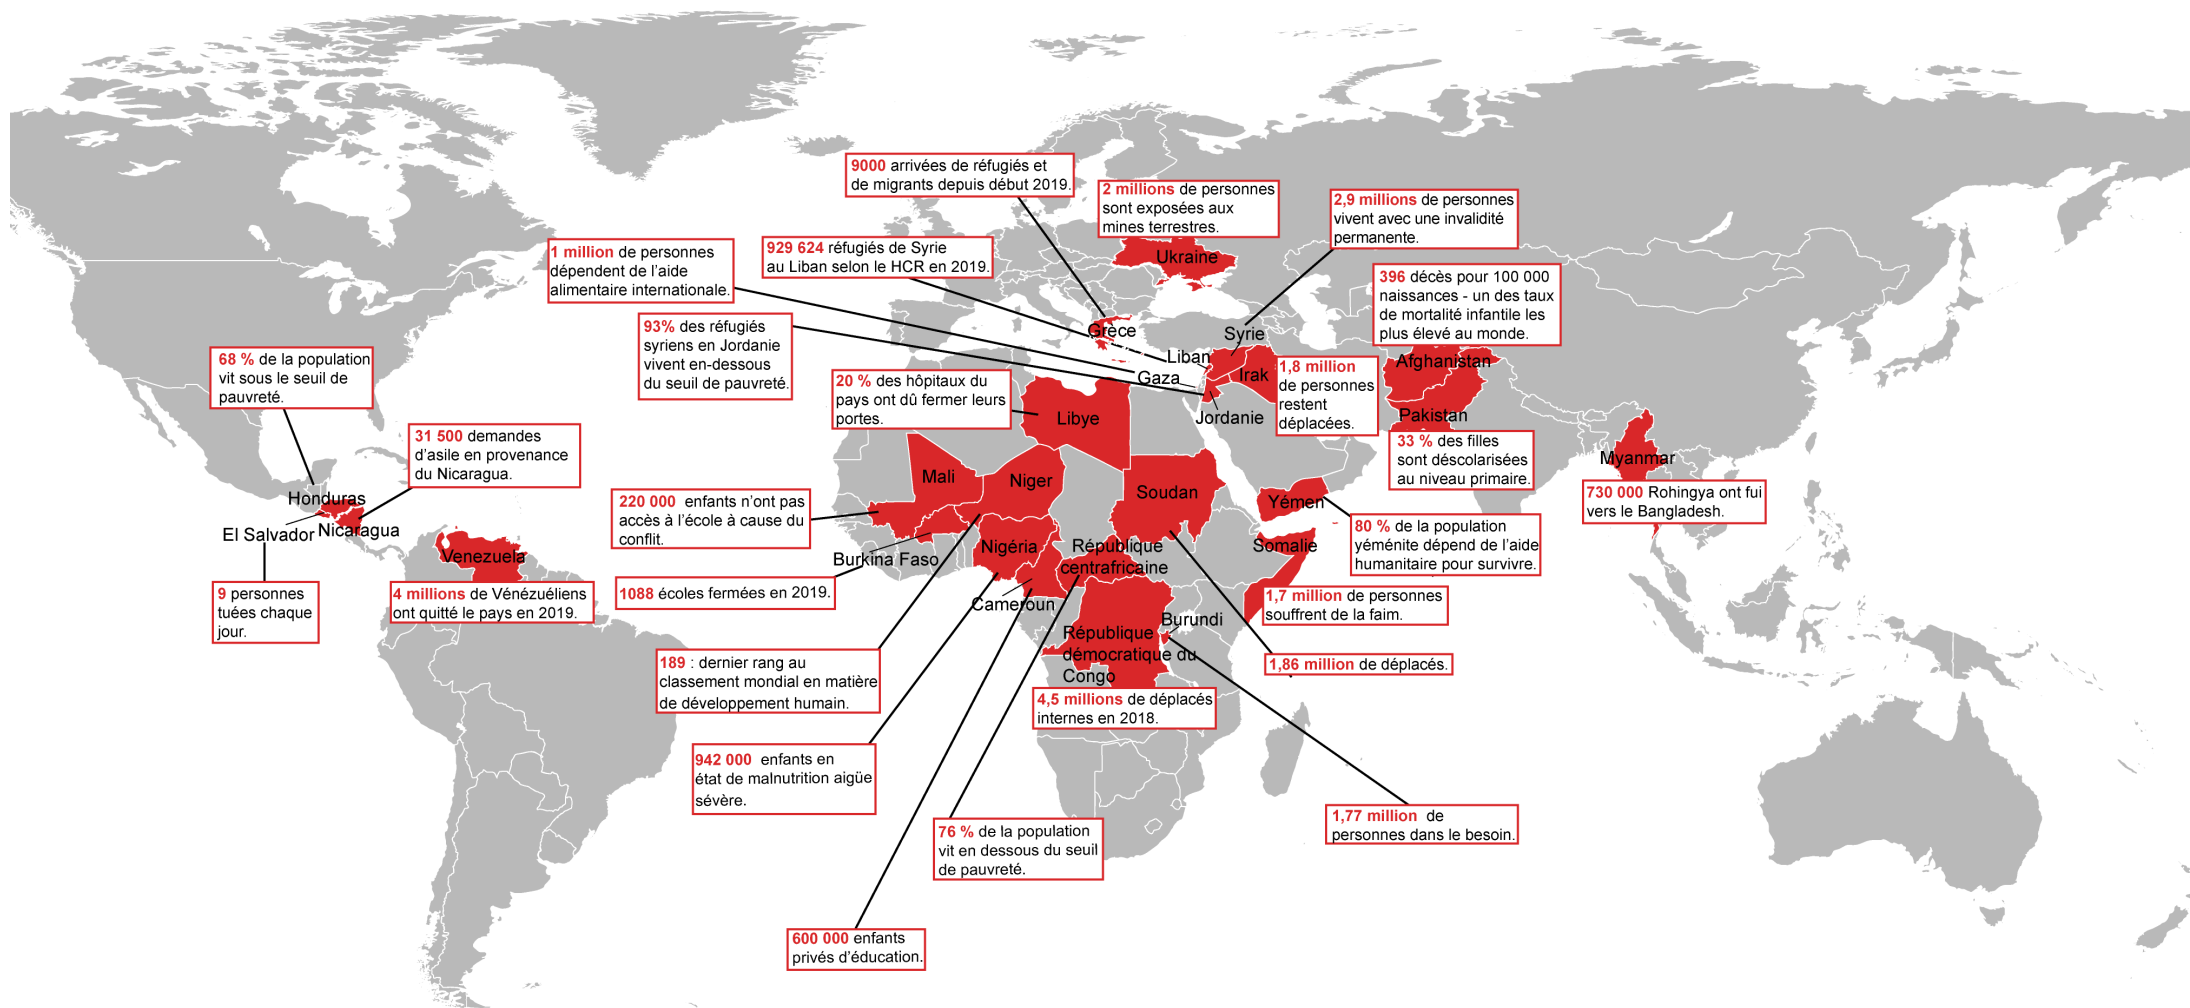 9000 arrivées de réfugiés et
de migrants depuis début 2019.
2 millions de personnes
sont exposées aux
mines terrestres.
2,9 millions de personnes
vivent avec une invalidité
permanente.
1 million de personnes
dépendent de l'aide
alimentaire internationale.
929 624 réfugiés de Syrie
au Liban selon le HCR en 2019.
Ukraine
396 décès pour 100 000
naissances - un des taux
de mortalité infantile les
plus élevé au monde.
93% des réfugiés
syriens en Jordanie
vivent en-dessous
du seuil de pauvreté.
Grèce
Syrie
Liban
Gaza
Irak
Jordanie
Afghanistan
Pakistan
68 % de la population
vit sous le seuil de
pauvreté.
20 % des hôpitaux du
pays ont dû fermer leurs
portes.
Libye
1,8 million
de personnes
restent
déplacées.
31 500 demandes
d'asile en provenance
du Nicaragua.
33 % des filles
sont déscolarisées
au niveau primaire.
Myanmar
730 000 Rohingya ont fui
vers le Bangladesh.
Honduras
El Salvador
Nicaragua
Venezuela
Mali
Niger
Soudan
Yémen
220 000 enfants n'ont pas
accès à l'école à cause du
conflit.
80 % de la population
yéménite dépend de l'aide
humanitaire pour survivre.
Burkina Faso
Nigéria
République
centrafricaine
Somalie
9 personnes
tuées chaque
jour.
4 millions de Vénézuéliens
ont quitté le pays en 2019.
1088 écoles fermées en 2019.
Cameroun
1,7 million de personnes
souffrent de la faim.
Burundi
République
démocratique du
Congo
189 : dernier rang au
classement mondial en matière
de développement humain.
1,86 million de déplacés.
4,5 millions de déplacés
internes en 2018.
942 000 enfants en
état de malnutrition aigüe
sévère.
76 % de la population
vit en dessous du seuil
de pauvreté.
1,77 million de
personnes dans le besoin.
600 000 enfants
privés d'éducation.